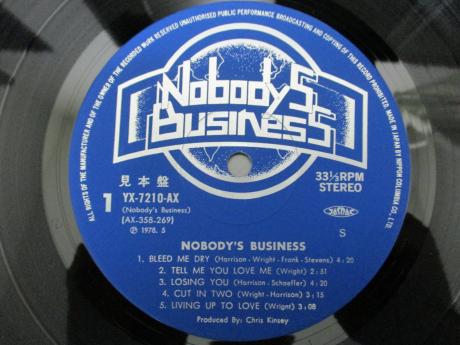 ALL RIGHTS OF THE MANUFACTURER AND OF THE OWNER OF THE RECORDED WORK RESERVED UNAUTHORISED PUBLIC PERFORMANCE BROADCASTING AND COPYING OF THIS RECORD PROHIBITED. MADE IN JAPAN BY NIPPON COLUMBIA CO., LTD.
Nobody's
Business
見本盤
1 YX-7210-AX
(Nobody's Business)
(AX-358-269)
Ⓟ 1978. 5
33⅓RPM
STEREO
S
NOBODY'S BUSINESS
1. BLEED ME DRY (Harrison-Wright-Frank-Stevens) 4:20
2. TELL ME YOU LOVE ME (Wright) 2:51
3. LOSING YOU (Harrison-Schaeffer) 4:20
4. CUT IN TWO (Wright-Harrison) 3:15
5. LIVING UP TO LOVE (Wright) 3:08
Produced By: Chris Kinsey